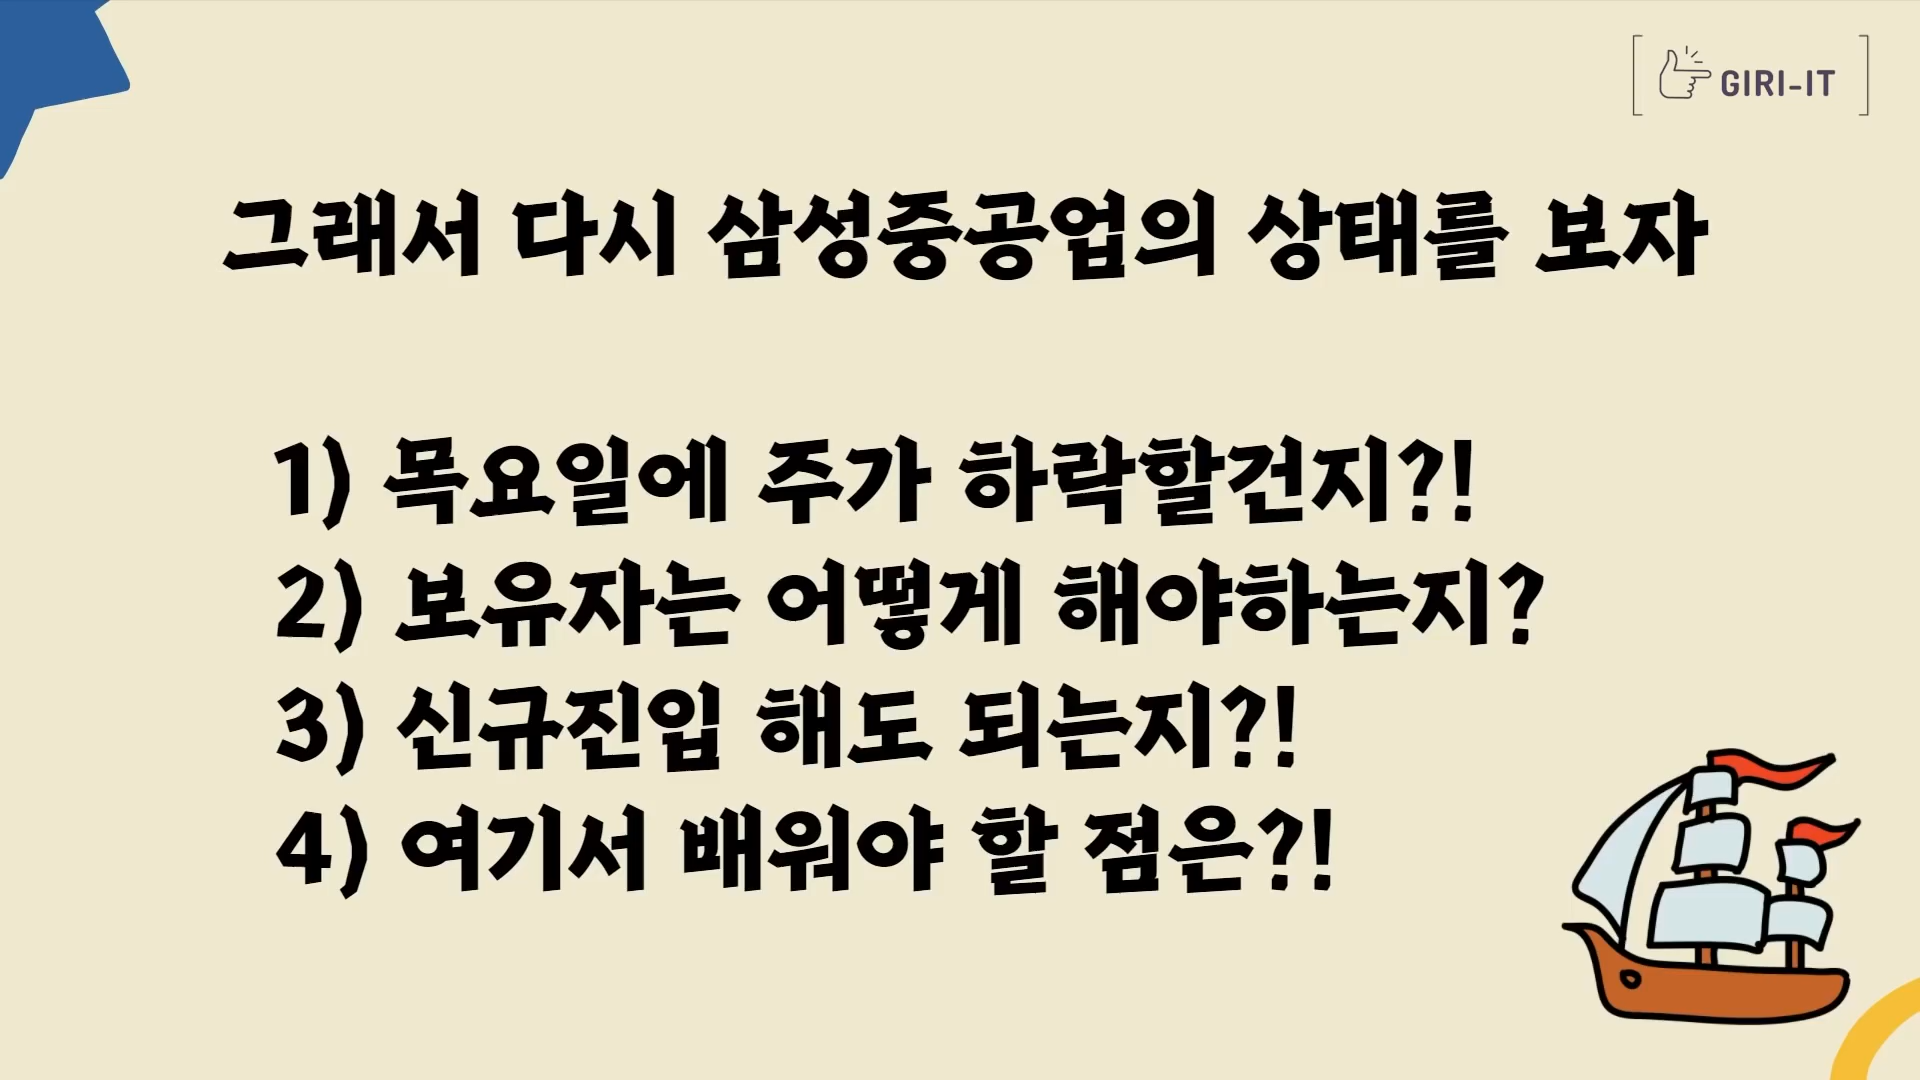 GIRI-IT
그래서 다시 삼성중공업의 상태를 보자
1) 목요일에 주가 하락할건지?!
2) 보유자는 어떻게 해야하는지?
3) 신규진입 해도 되는지?!
4) 여기서 배워야 할 점은?!